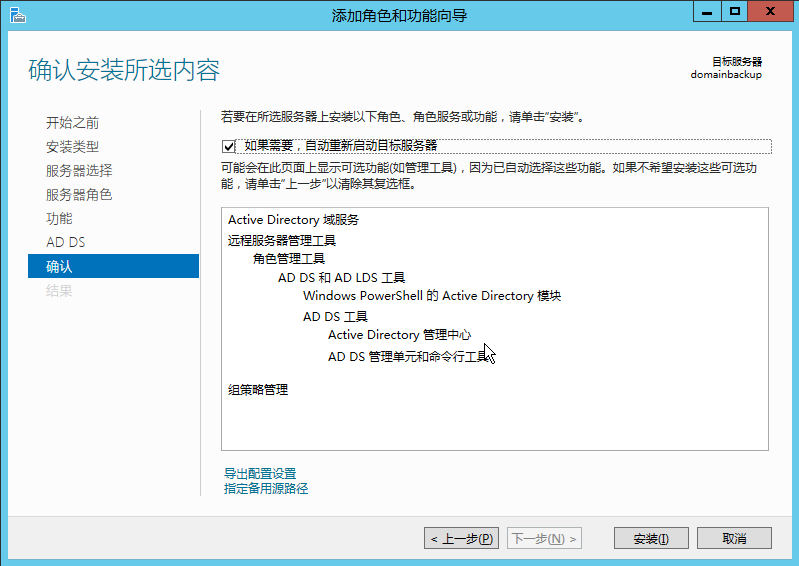 添加角色和功能向导
确认安装所选内容
目标服务器
domainbackup
开始之前
安装类型
服务器选择
服务器角色
功能
AD DS
确认
结果
若要在所选服务器上安装以下角色、角色服务或功能，请单击"安装"。
如果需要，自动重新启动目标服务器
可能会在此页面上显示可选功能(如管理工具)，因为已自动选择这些功能。如果不希望安装这些可选功
能，请单击"上一步"以清除其复选框。
Active Directory 域服务
远程服务器管理工具
角色管理工具
AD DS 和 AD LDS 工具
Windows PowerShell 的 Active Directory 模块
AD DS 工具
Active Directory 管理中心
AD DS 管理单元和命令行工具
组策略管理
导出配置设置
指定备用源路径
< 上一步(P)
下一步(N) >
安装(I)
取消